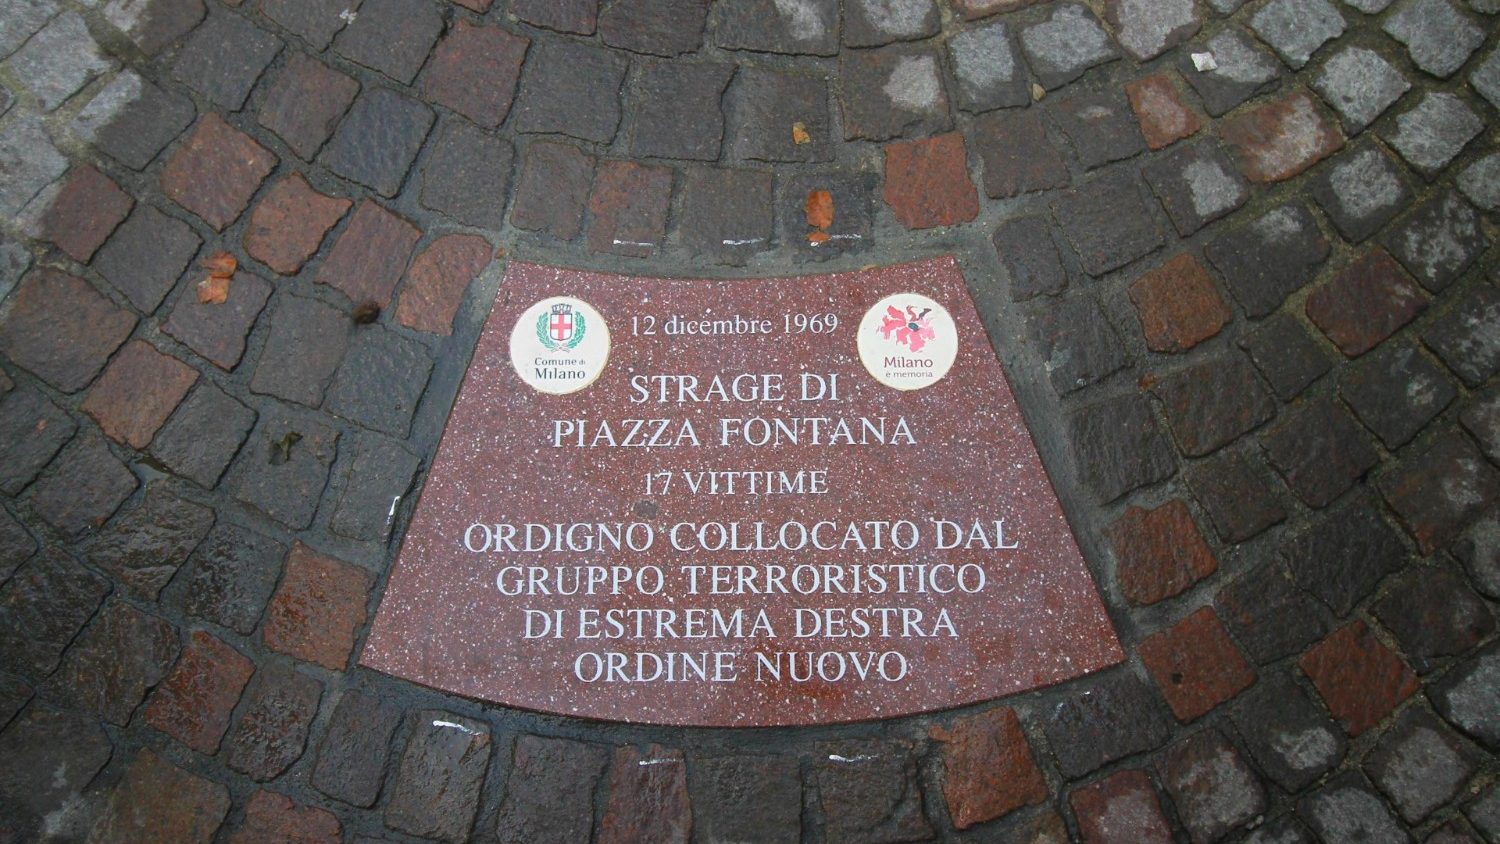 12 dicembre 1969
Comune di
Milano
Milano
è memoria
STRAGE DI
PIAZZA FONTANA
17 VITTIME
ORDIGNO COLLOCATO DAL
GRUPPO TERRORISTICO
DI ESTREMA DESTRA
ORDINE NUOVO